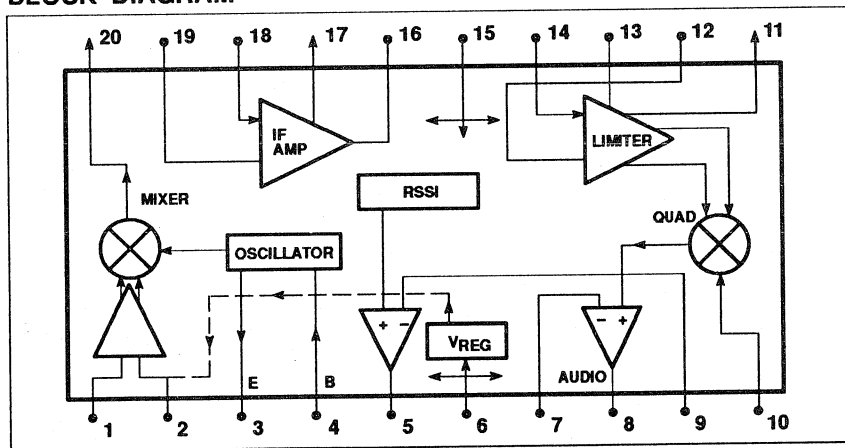 BLOCK DIAGRAM
20 19 18 17 16 15 14 13 12 11
IF
AMP
LIMITER
RSSI
MIXER
QUAD
OSCILLATOR
+ −
VREG
− +
E B
AUDIO
1 2 3 4 5 6 7 8 9 10